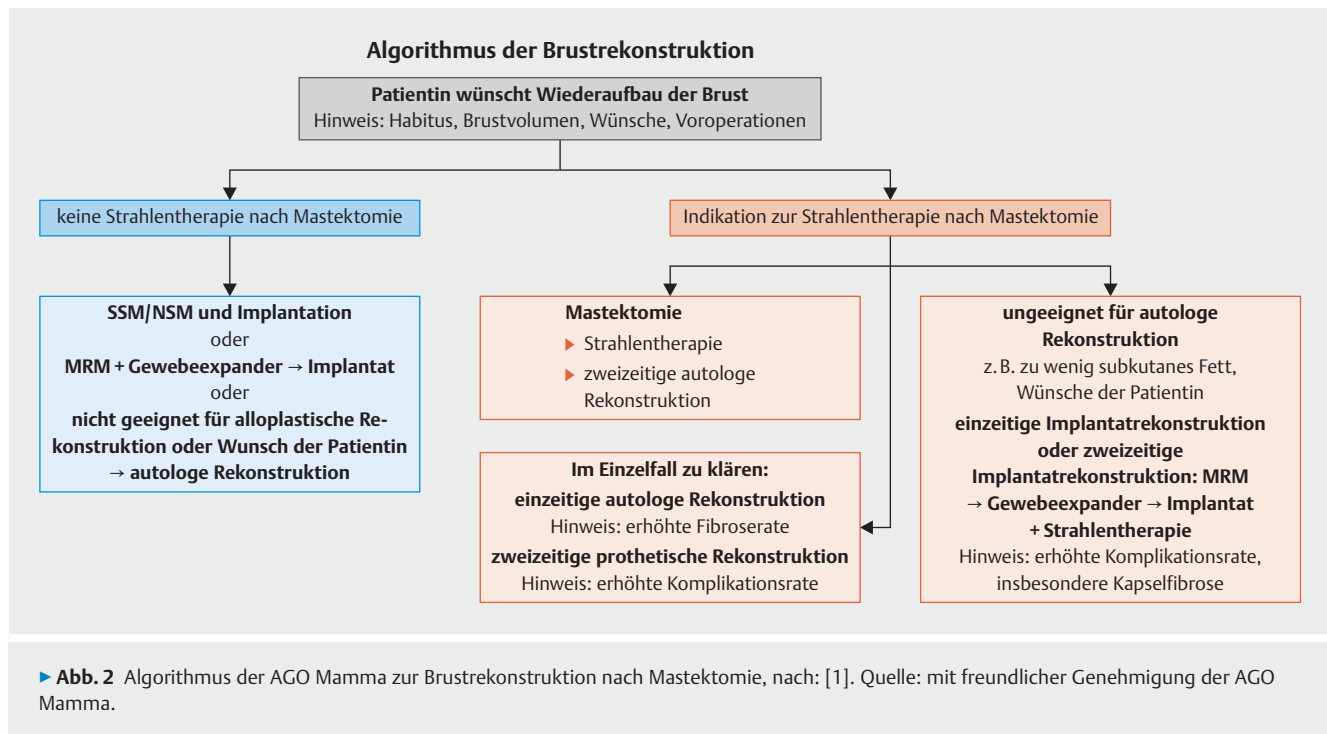 Algorithmus der Brustrekonstruktion
Patientin wünscht Wiederaufbau der Brust
Hinweis: Habitus, Brustvolumen, Wünsche, Voroperationen
keine Strahlentherapie nach Mastektomie
Indikation zur Strahlentherapie nach Mastektomie
SSM/NSM und Implantation
oder
MRM + Gewebeexpander → Implantat
oder
nicht geeignet für alloplastische Re-
konstruktion oder Wunsch der Patientin
→ autologe Rekonstruktion
Mastektomie
▶ Strahlentherapie
▶ zweizeitige autologe
Rekonstruktion
Im Einzelfall zu klären:
einzeitige autologe Rekonstruktion
Hinweis: erhöhte Fibroserate
zweizeitige prothetische Rekonstruktion
Hinweis: erhöhte Komplikationsrate
ungeeignet für autologe
Rekonstruktion
z. B. zu wenig subkutanes Fett,
Wünsche der Patientin
einzeitige Implantatrekonstruktion
oder zweizeitige
Implantatrekonstruktion: MRM
→ Gewebeexpander → Implantat
+ Strahlentherapie
Hinweis: erhöhte Komplikationsrate,
insbesondere Kapselfibrose
▶ Abb. 2 Algorithmus der AGO Mamma zur Brustrekonstruktion nach Mastektomie, nach: [1]. Quelle: mit freundlicher Genehmigung der AGO
Mamma.